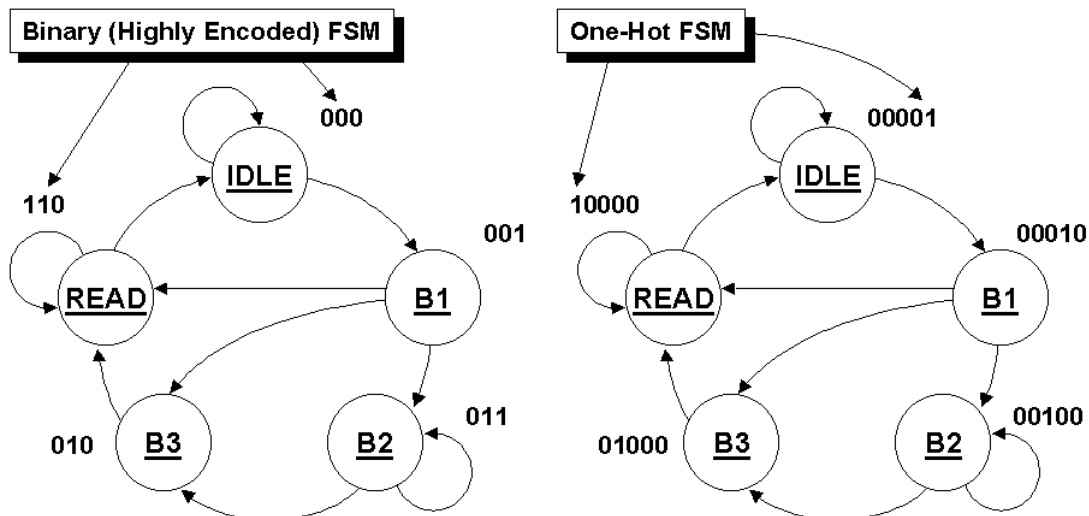 Binary (Highly Encoded) FSM
000
IDLE
110
001
READ
B1
011
010
B3
B2
One-Hot FSM
00001
IDLE
10000
00010
READ
B1
00100
01000
B3
B2